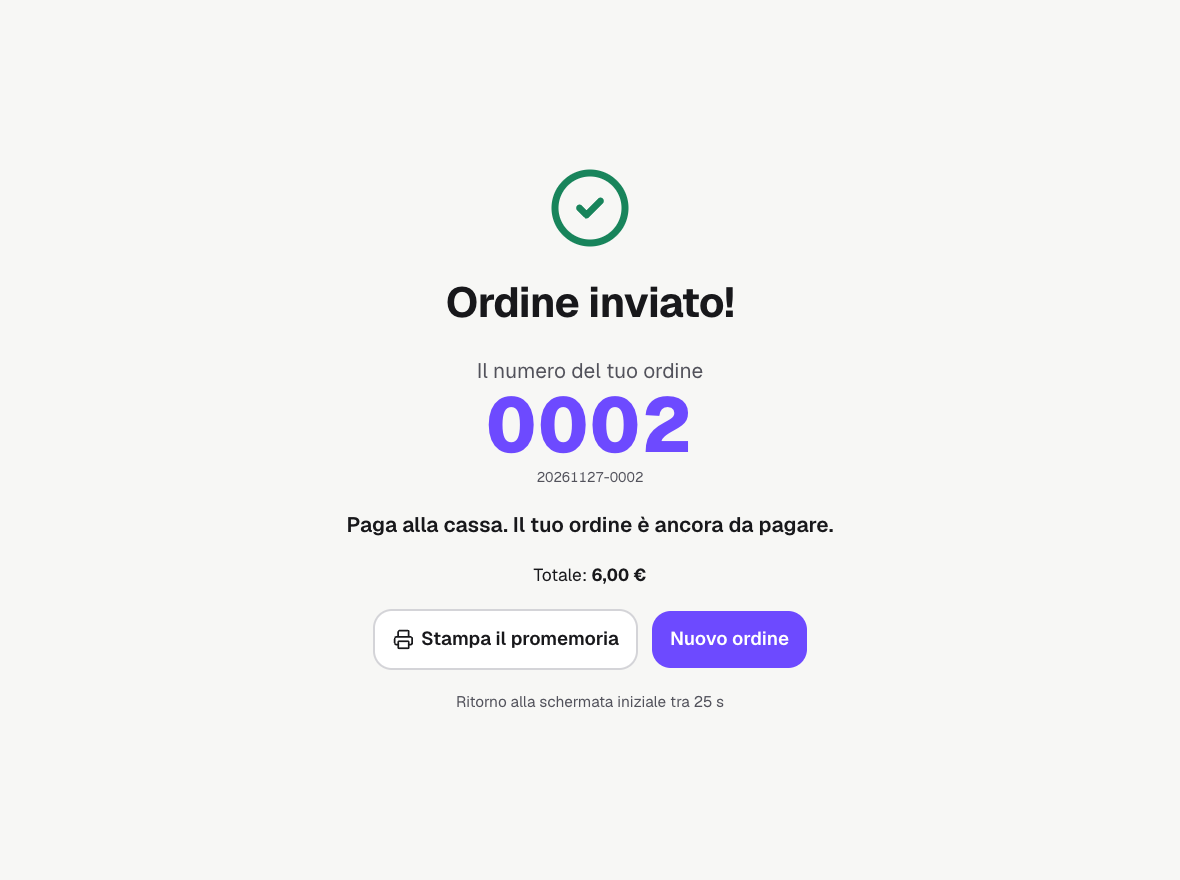 Ordine inviato!
Il numero del tuo ordine
0002
20261127-0002
Paga alla cassa. Il tuo ordine è ancora da pagare.
Totale: 6,00 €
Stampa il promemoria
Nuovo ordine
Ritorno alla schermata iniziale tra 25 s